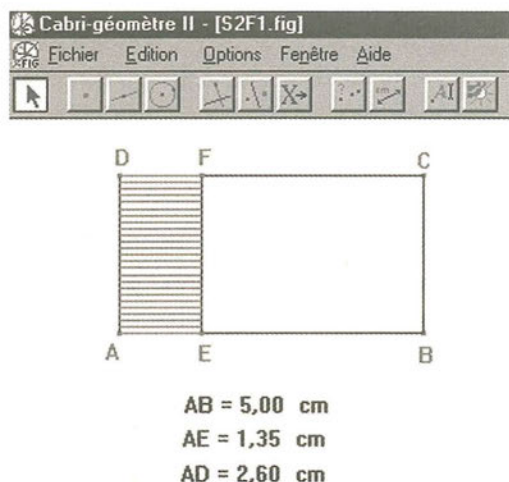 Cabri-géomètre II - [S2F1.fig]
Fichier Edition Options Fenêtre Aide
D F C
A E B
AB = 5,00 cm
AE = 1,35 cm
AD = 2,60 cm